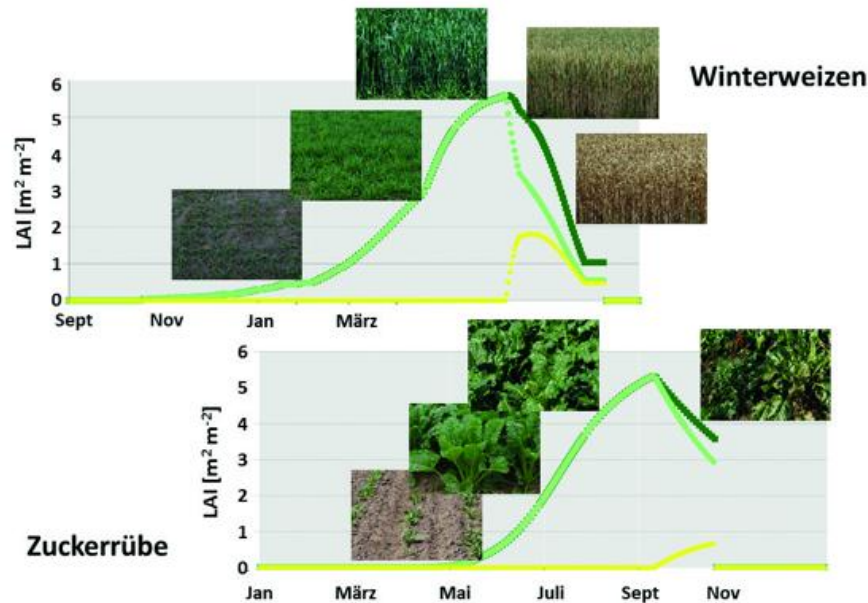 Winterweizen
LAI [m² m⁻²]
6
5
4
3
2
1
0
Sept Nov Jan März
Zuckerrübe
LAI [m² m⁻²]
6
5
4
3
2
1
0
Jan März Mai Juli Sept Nov